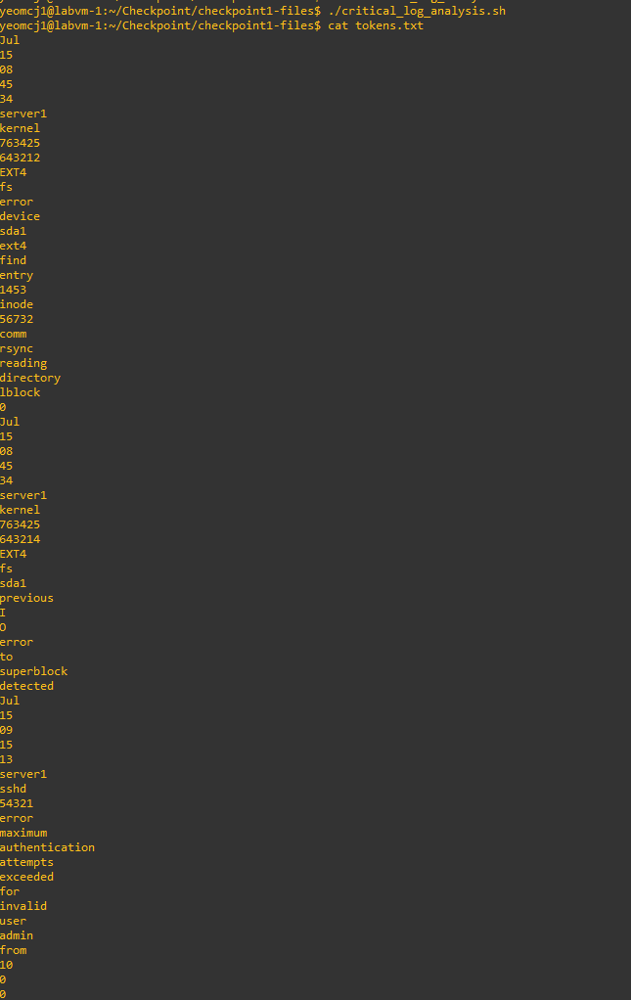 yeomcj1@labvm-1:~/Checkpoint/checkpoint1-files$ ./critical_log_analysis.sh
yeomcj1@labvm-1:~/Checkpoint/checkpoint1-files$ cat tokens.txt
Jul
15
08
45
34
server1
kernel
763425
643212
EXT4
fs
error
device
sda1
ext4
find
entry
1453
inode
56732
comm
rsync
reading
directory
lblock
0
Jul
15
08
45
34
server1
kernel
763425
643214
EXT4
fs
sda1
previous
I
O
error
to
superblock
detected
Jul
15
09
15
13
server1
sshd
54321
error
maximum
authentication
attempts
exceeded
for
invalid
user
admin
from
10
0
0